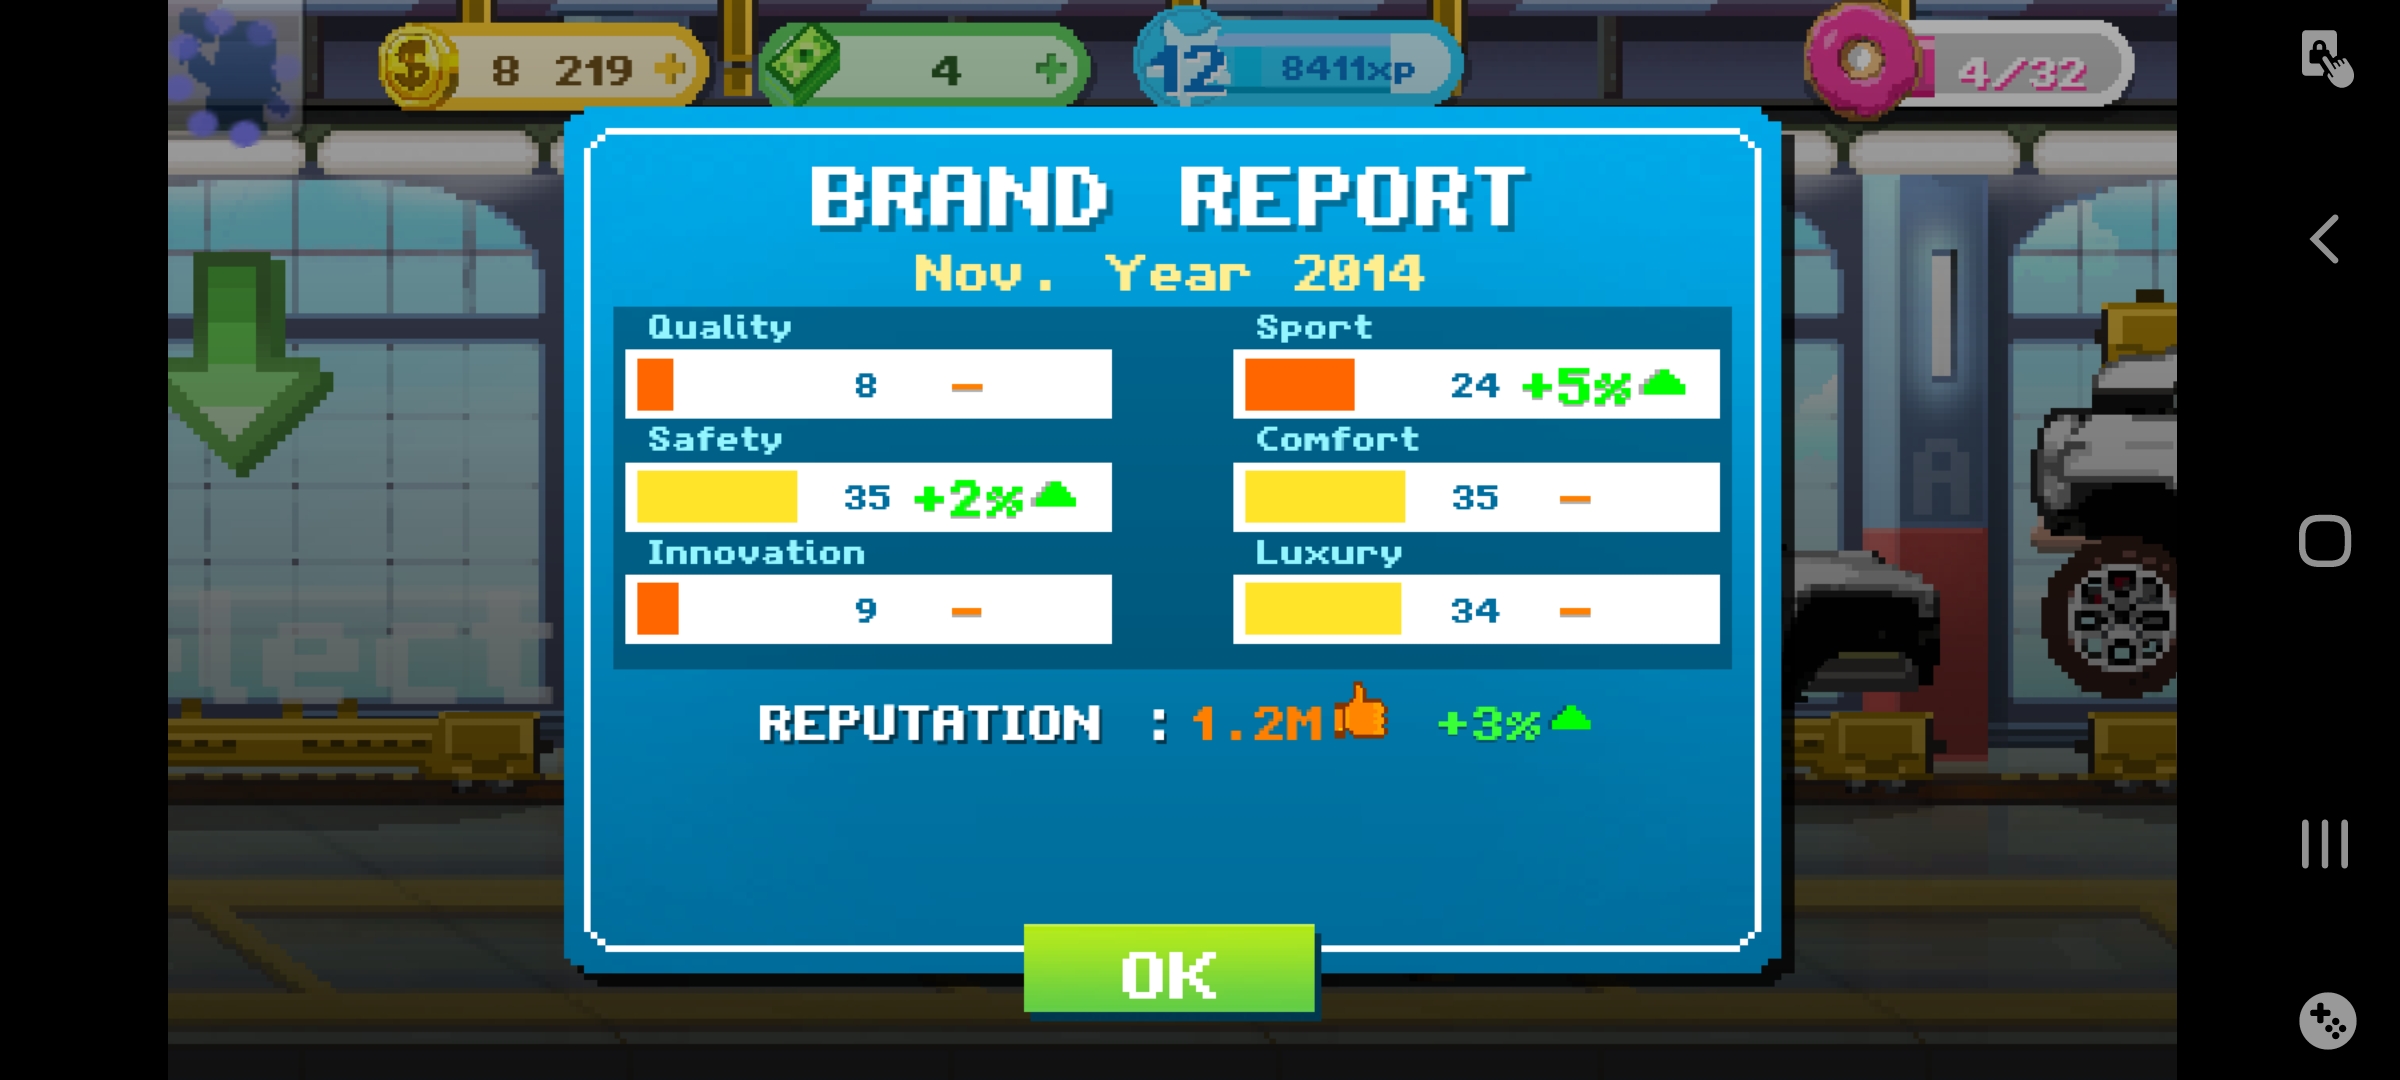 8 219 +
4 +
12 8411xp
4/32
BRAND REPORT
Nov. Year 2014
Quality
8 -
Sport
24 +5%
Safety
35 +2%
Comfort
35 -
Innovation
9 -
Luxury
34 -
REPUTATION : 1.2M +3%
OK
lect
A